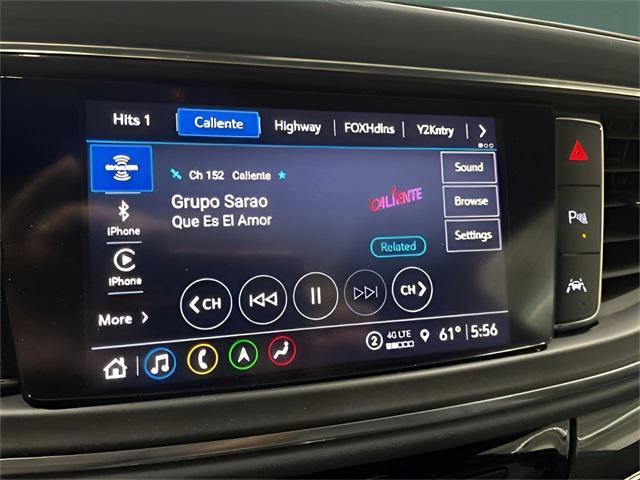 Hits 1 Caliente Highway FOXHdlns Y2Kntry
SiriusXM
Ch 152 Caliente
Sound
Grupo Sarao
CALIENTE
Browse
Que Es El Amor
iPhone
Related
Settings
iPhone
CH CH
More
2 4G LTE 61° 5:56
P